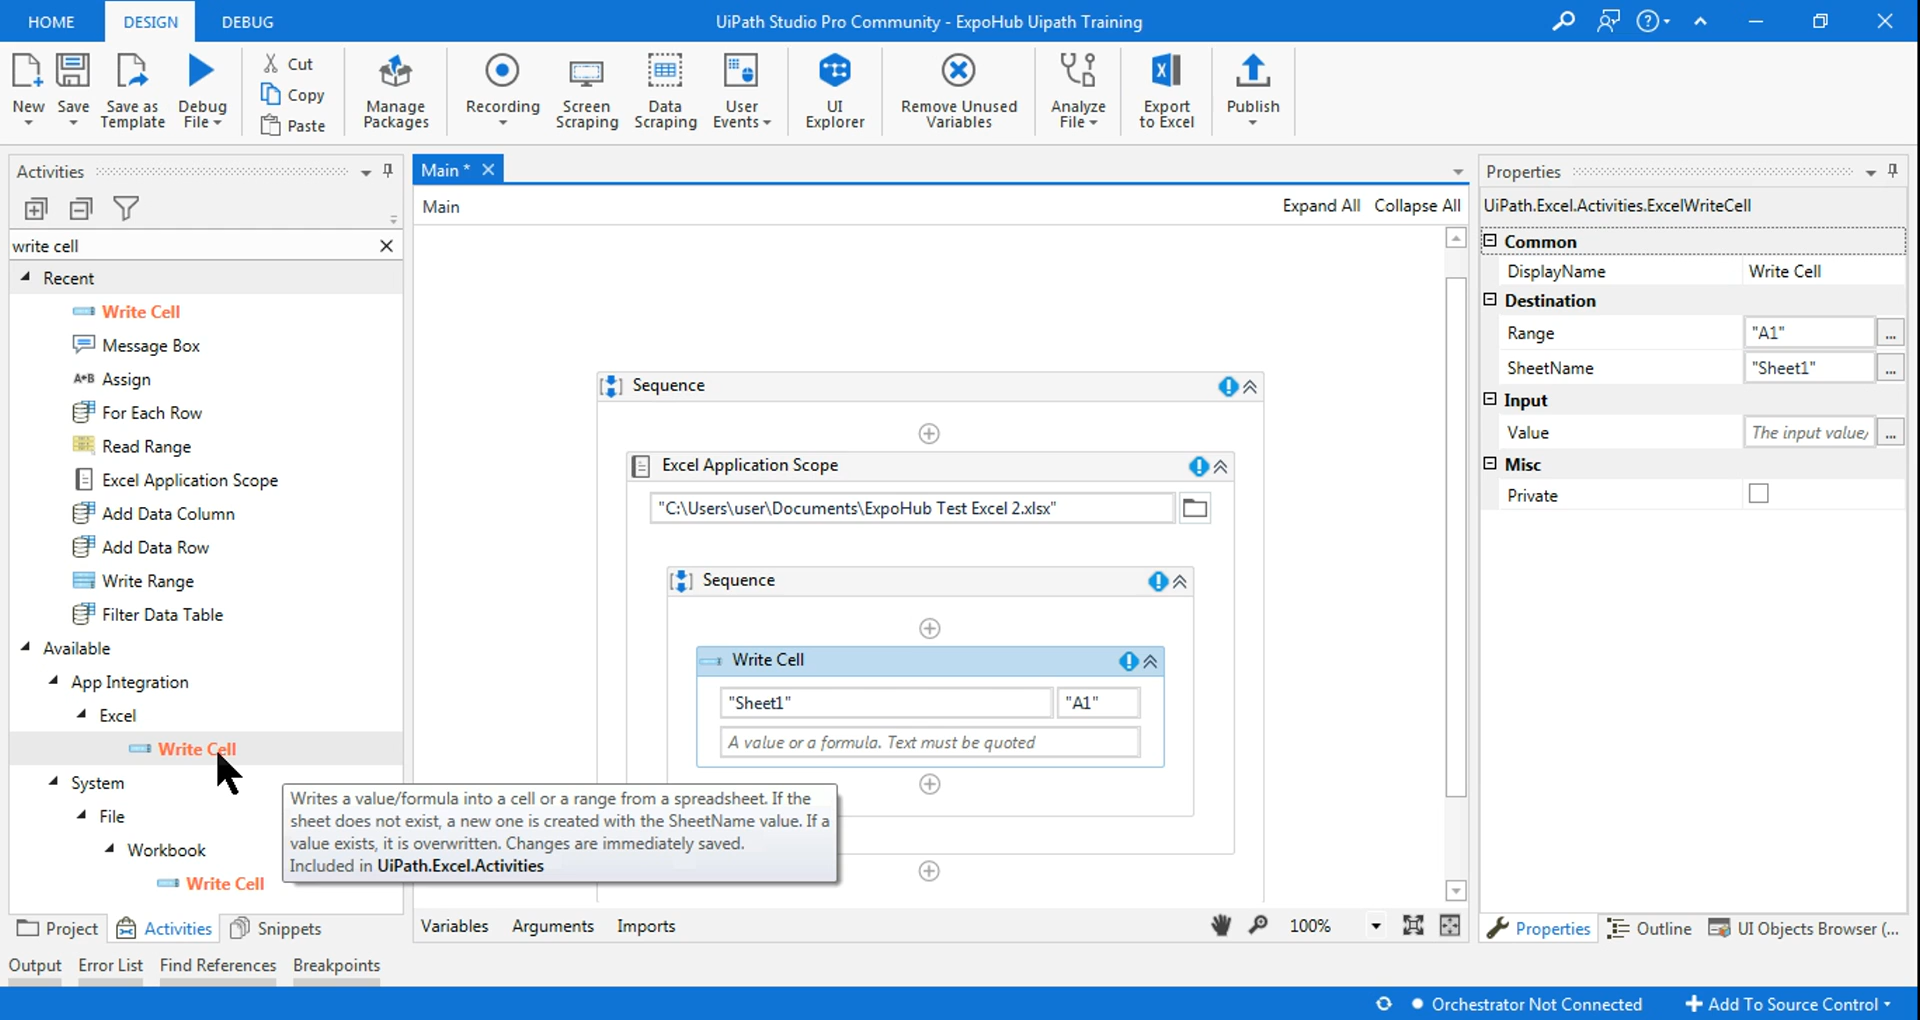 HOME DESIGN DEBUG UiPath Studio Pro Community - ExpoHub Uipath Training
New Save Save as Template Debug File
Cut
Copy
Paste
Manage Packages
Recording
Screen Scraping
Data Scraping
User Events
UI Explorer
Remove Unused Variables
Analyze File
Export to Excel
Publish
Activities
write cell
Recent
Write Cell
Message Box
A+B Assign
For Each Row
Read Range
Excel Application Scope
Add Data Column
Add Data Row
Write Range
Filter Data Table
Available
App Integration
Excel
Write Cell
System
File
Workbook
Write Cell
Writes a value/formula into a cell or a range from a spreadsheet. If the
sheet does not exist, a new one is created with the SheetName value. If a
value exists, it is overwritten. Changes are immediately saved.
Included in UiPath.Excel.Activities
Project Activities Snippets
Main *
Main Expand All Collapse All
Sequence
Excel Application Scope
"C:\Users\user\Documents\ExpoHub Test Excel 2.xlsx"
Sequence
Write Cell
"Sheet1" "A1"
A value or a formula. Text must be quoted
Variables Arguments Imports 100%
Properties
UiPath.Excel.Activities.ExcelWriteCell
Common
DisplayName Write Cell
Destination
Range "A1" ...
SheetName "Sheet1" ...
Input
Value The input value/ ...
Misc
Private
Properties Outline UI Objects Browser (...
Output Error List Find References Breakpoints
Orchestrator Not Connected Add To Source Control